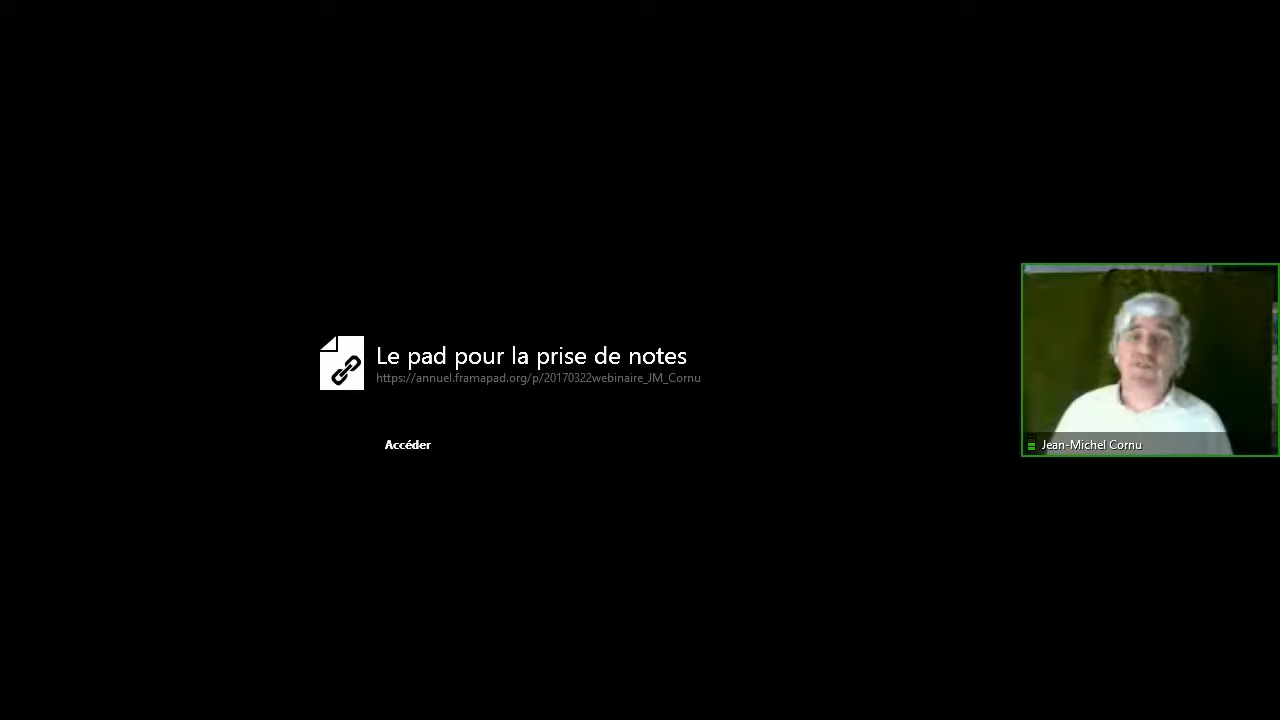 Le pad pour la prise de notes
https://annuel.framapad.org/p/20170322webinaire_JM_Cornu
Accéder
Jean-Michel Cornu